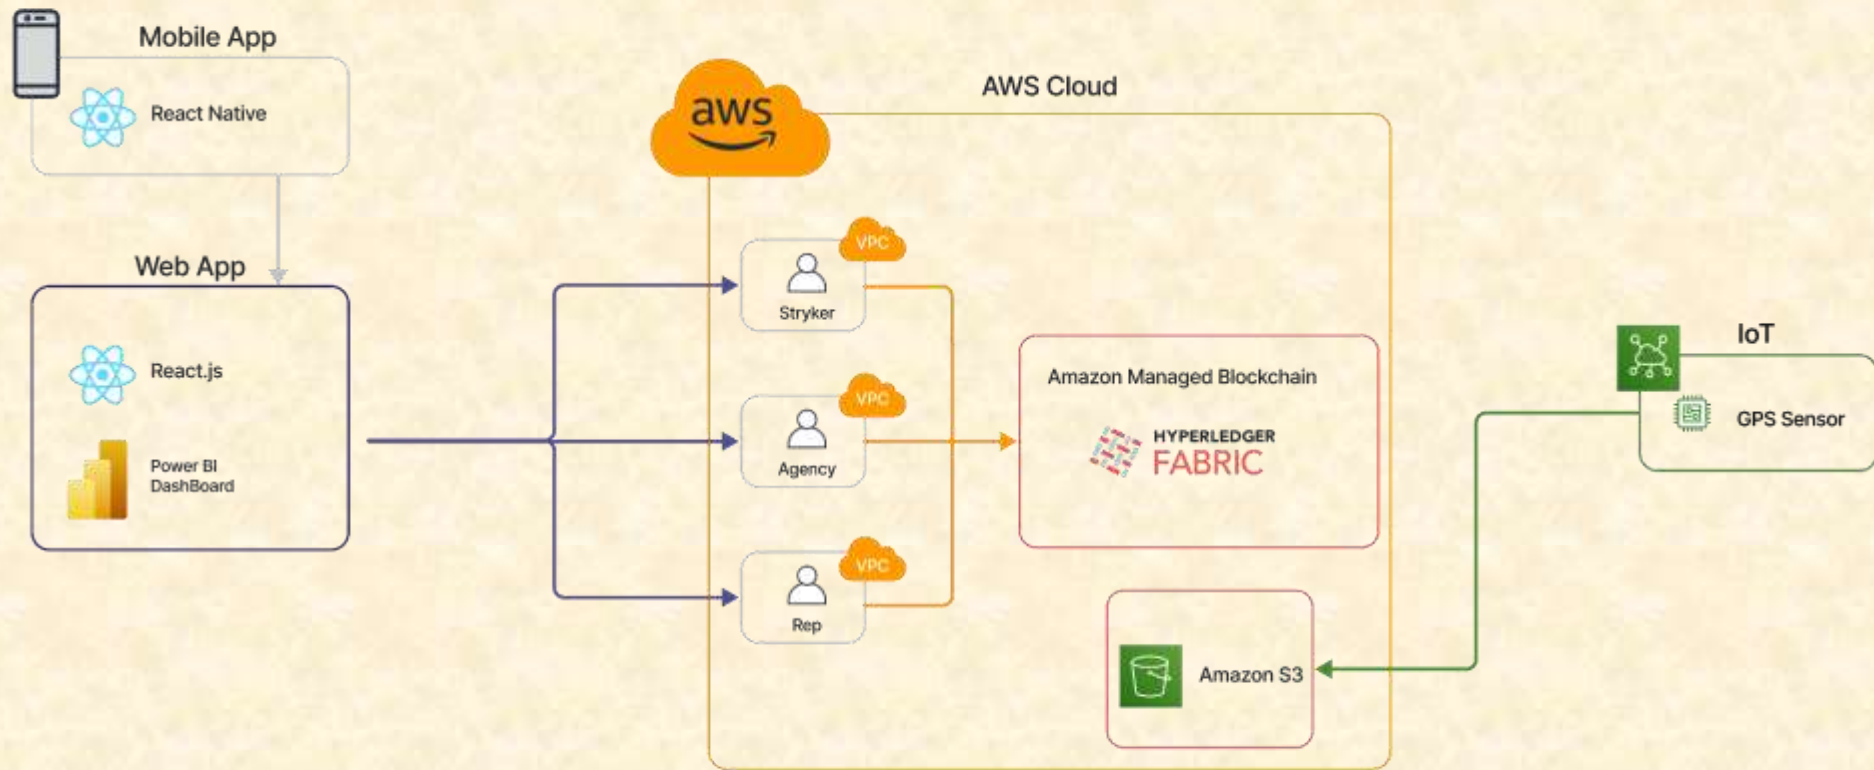 Mobile App
React Native
Web App
React.js
Power BI
DashBoard
aws
AWS Cloud
VPC
Stryker
VPC
Agency
VPC
Rep
Amazon Managed Blockchain
HYPERLEDGER
FABRIC
Amazon S3
IoT
GPS Sensor